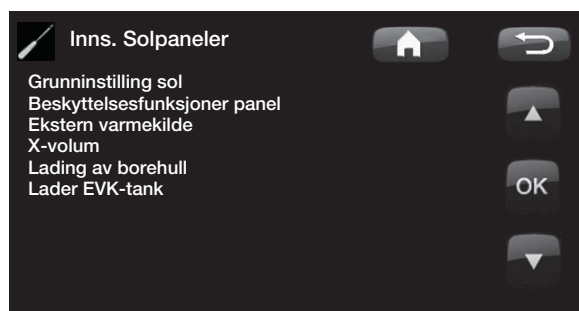 Inns. Solpaneler
Grunninstilling sol
Beskyttelsesfunksjoner panel
Ekstern varmekilde
X-volum
Lading av borehull
Lader EVK-tank
OK